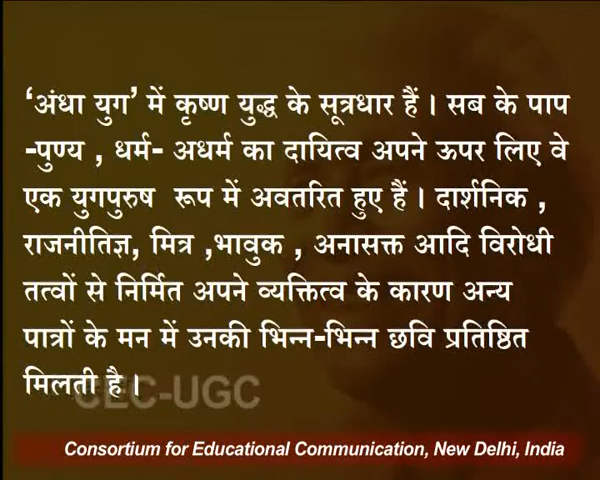 ‘अंधा युग’ में कृष्ण युद्ध के सूत्रधार हैं । सब के पाप
-पुण्य , धर्म- अधर्म का दायित्व अपने ऊपर लिए वे
एक युगपुरुष रूप में अवतरित हुए हैं । दार्शनिक ,
राजनीतिज्ञ, मित्र ,भावुक , अनासक्त आदि विरोधी
तत्वों से निर्मित अपने व्यक्तित्व के कारण अन्य
पात्रों के मन में उनकी भिन्न-भिन्न छवि प्रतिष्ठित
मिलती है ।
CEC-UGC
Consortium for Educational Communication, New Delhi, India